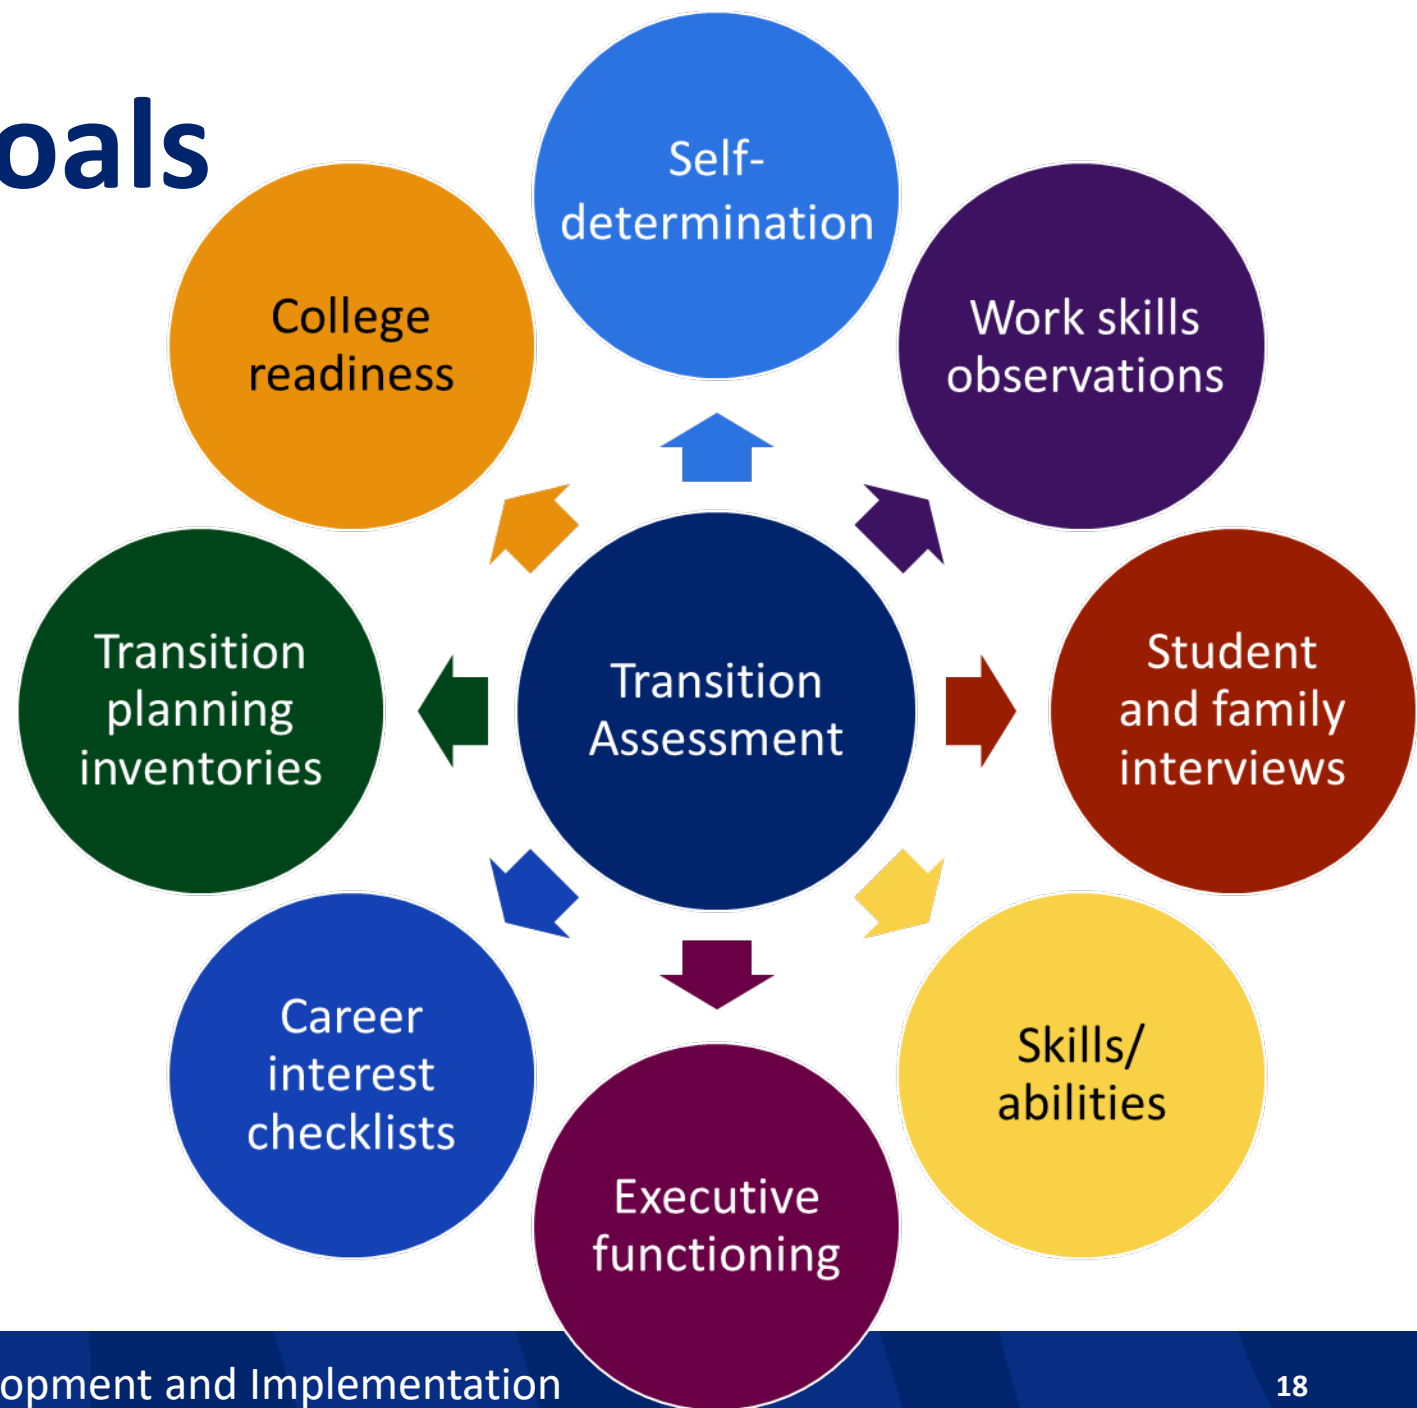 oals
Self-
determination
Work skills
observations
Student
and family
interviews
Skills/
abilities
Executive
functioning
Career
interest
checklists
Transition
planning
inventories
College
readiness
Transition
Assessment
opment and Implementation
18